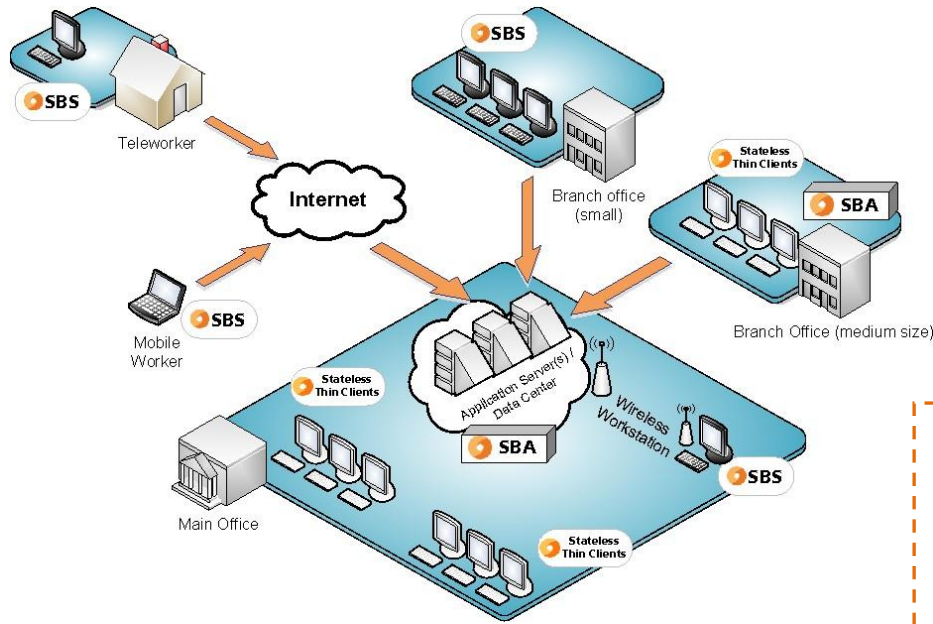 SBS
SBS
Teleworker
Stateless
Thin Clients
SBA
Internet
Branch office
(small)
SBS
Mobile
Worker
Branch Office (medium size)
Application Server(s) /
Data Center
Wireless
Workstation
Stateless
Thin Clients
SBA
SBS
Main Office
Stateless
Thin Clients